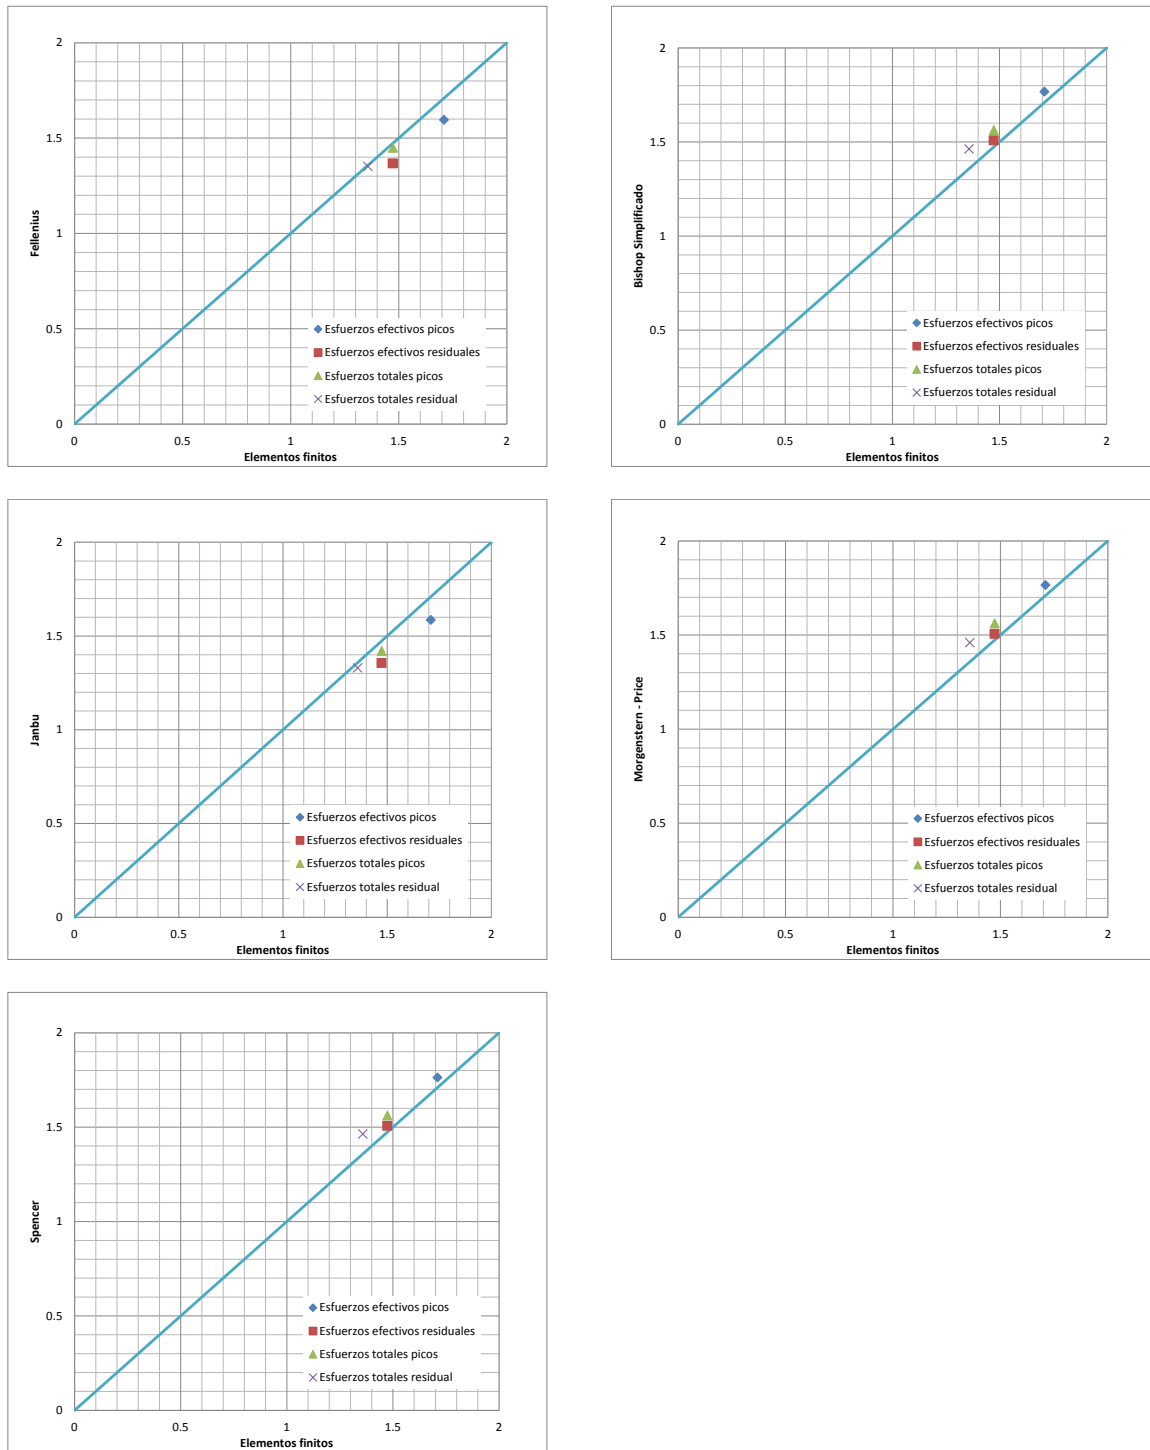 2
1.5
1
0.5
0
0
0.5
1
1.5
2
Fellenius
Elementos finitos
Esfuerzos efectivos picos
Esfuerzos efectivos residuales
Esfuerzos totales picos
Esfuerzos totales residual
2
1.5
1
0.5
0
0
0.5
1
1.5
2
Bishop Simplificado
Elementos finitos
Esfuerzos efectivos picos
Esfuerzos efectivos residuales
Esfuerzos totales picos
Esfuerzos totales residual
2
1.5
1
0.5
0
0
0.5
1
1.5
2
Janbu
Elementos finitos
Esfuerzos efectivos picos
Esfuerzos efectivos residuales
Esfuerzos totales picos
Esfuerzos totales residual
2
1.5
1
0.5
0
0
0.5
1
1.5
2
Morgenstern - Price
Elementos finitos
Esfuerzos efectivos picos
Esfuerzos efectivos residuales
Esfuerzos totales picos
Esfuerzos totales residual
2
1.5
1
0.5
0
0
0.5
1
1.5
2
Spencer
Elementos finitos
Esfuerzos efectivos picos
Esfuerzos efectivos residuales
Esfuerzos totales picos
Esfuerzos totales residual